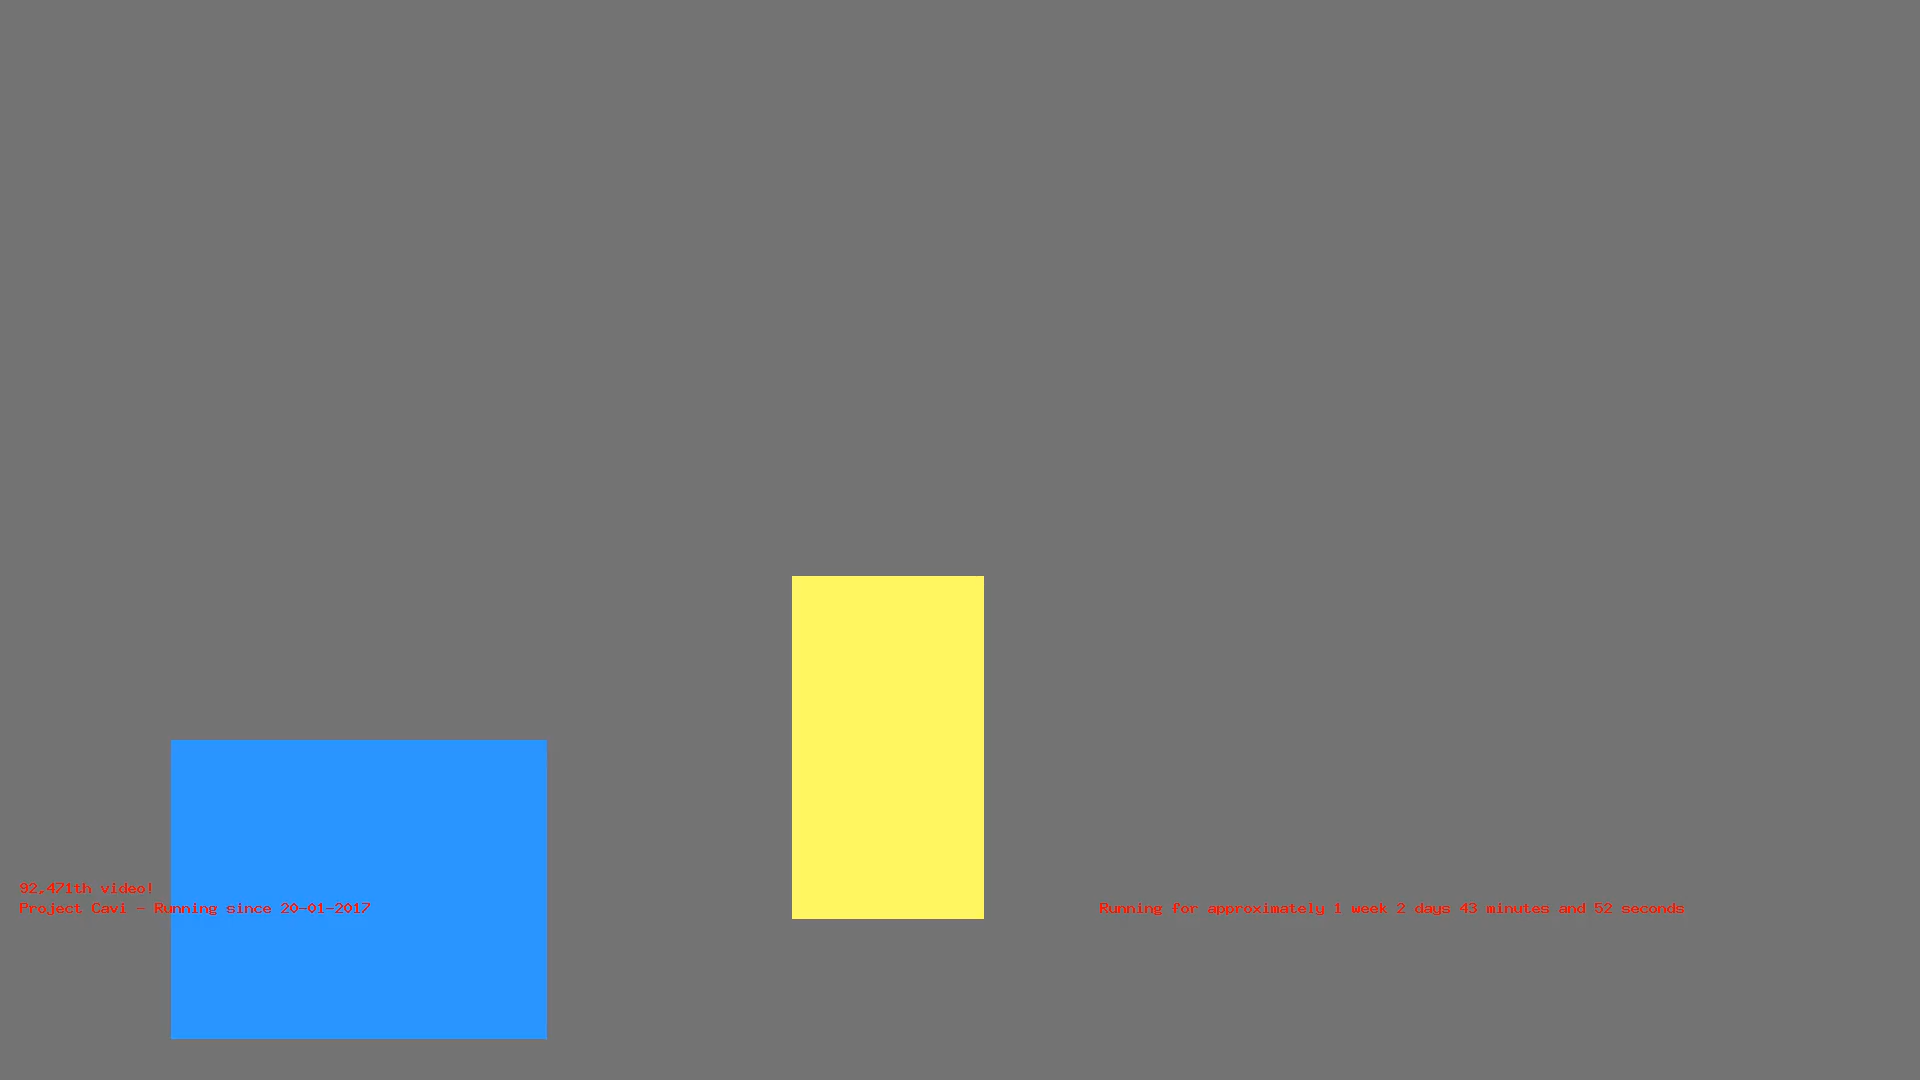 92,471th video!
Project Cavi - Running since 20-01-2017
Running for approximately 1 week 2 days 43 minutes and 52 seconds